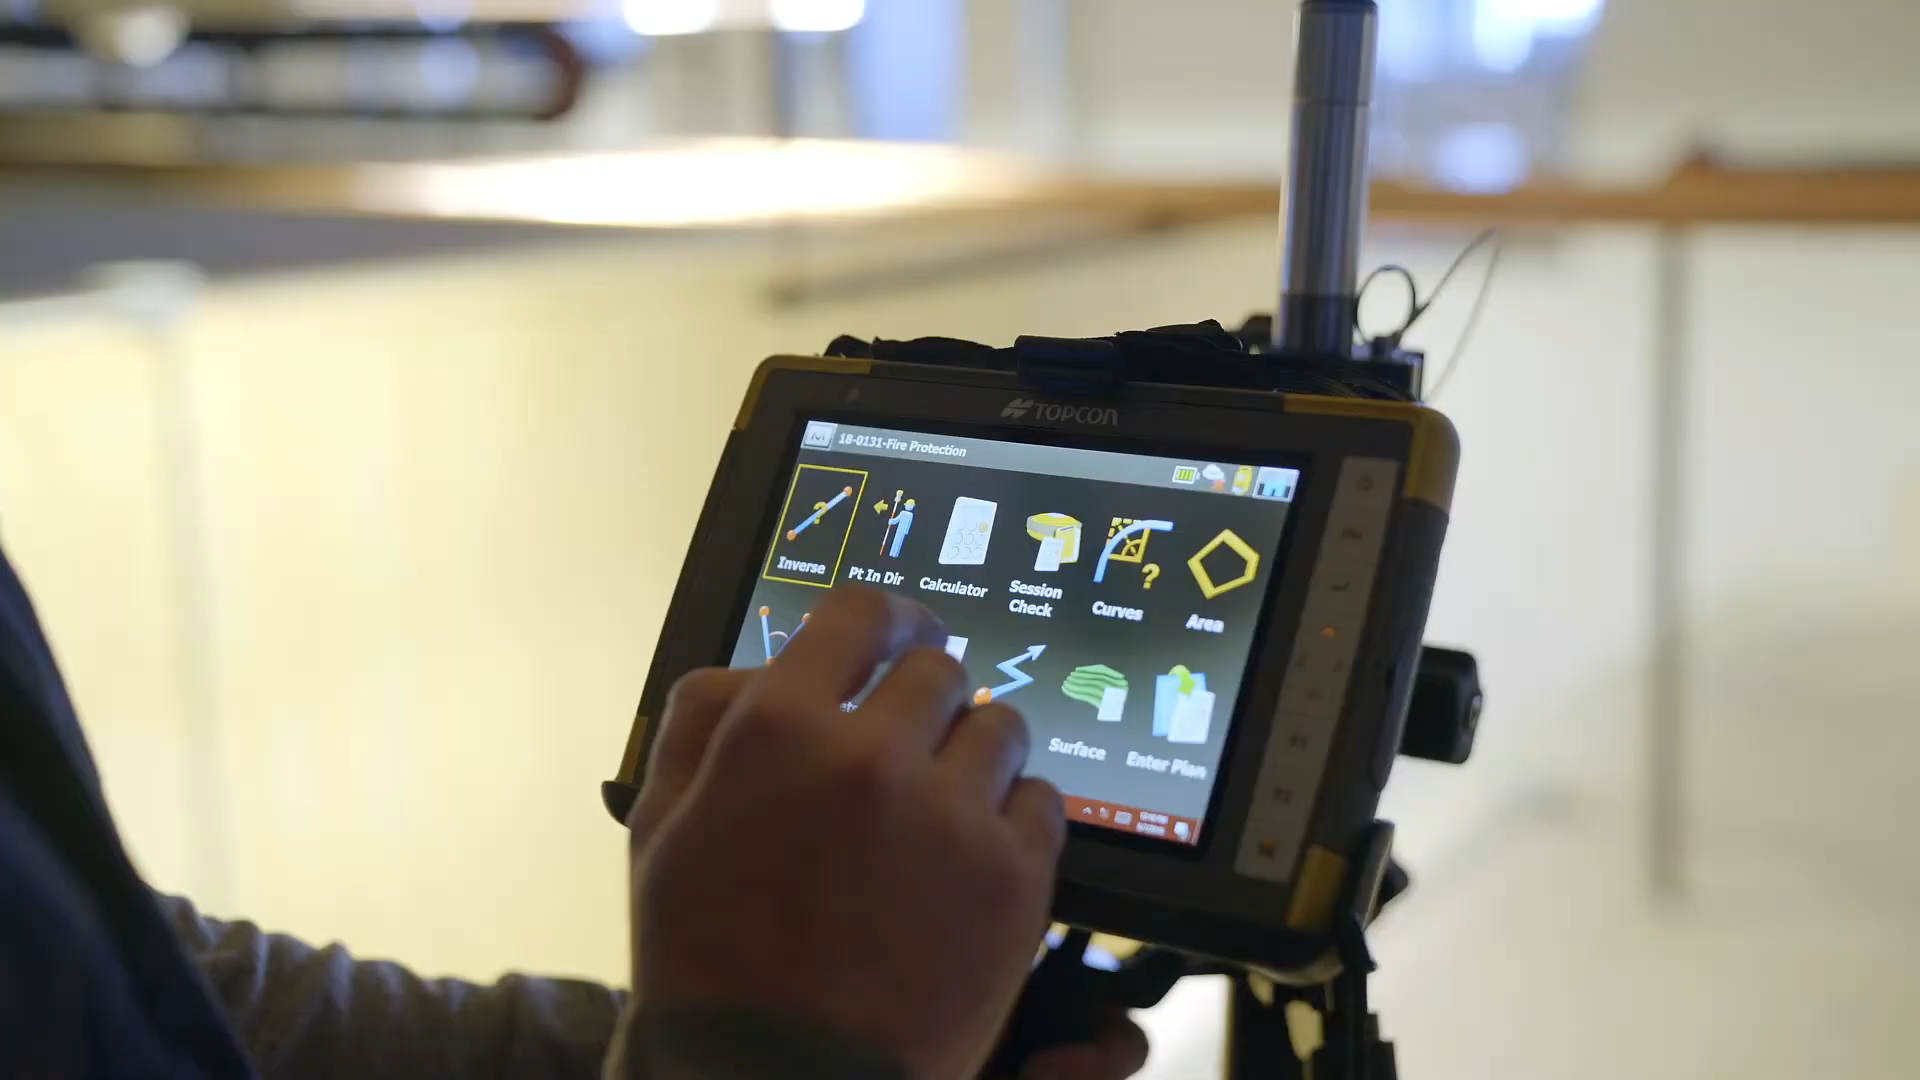 TOPCON
18-0131-Fire Protection
Inverse
Pt In Dir
Calculator
Session
Check
Curves
Area
Surface
Enter Plan